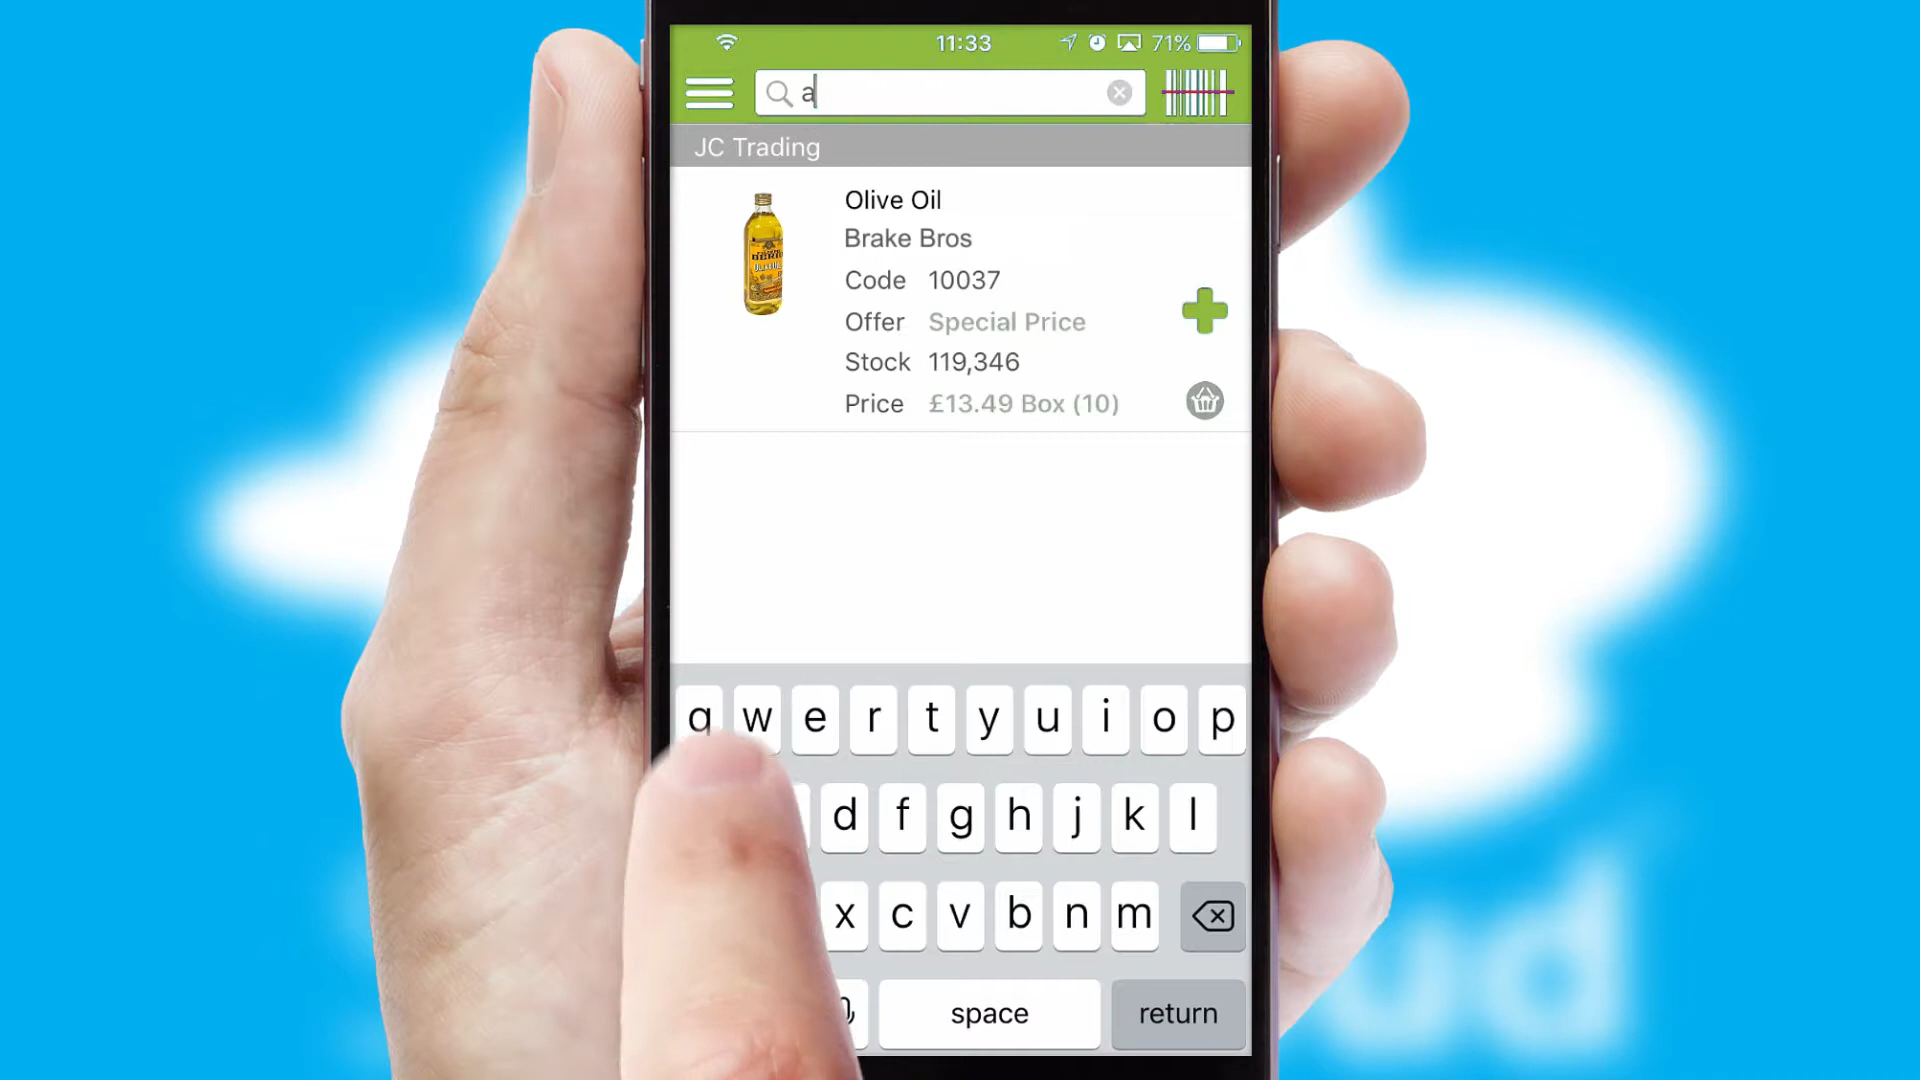 11:33
71%
a
JC Trading
Olive Oil
Brake Bros
Code 10037
Offer Special Price
Stock 119,346
Price £13.49 Box (10)
q w e r t y u i o p
d f g h j k l
x c v b n m
space return
ud